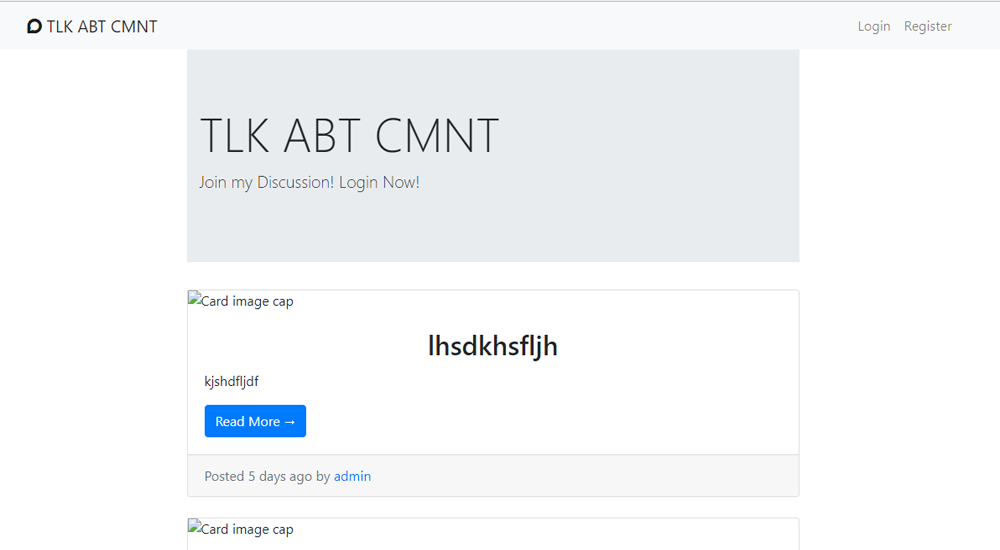 TLK ABT CMNT
Login Register
TLK ABT CMNT
Join my Discussion! Login Now!
Card image cap
lhsdkhsfljh
kjshdfljdf
Read More →
Posted 5 days ago by admin
Card image cap